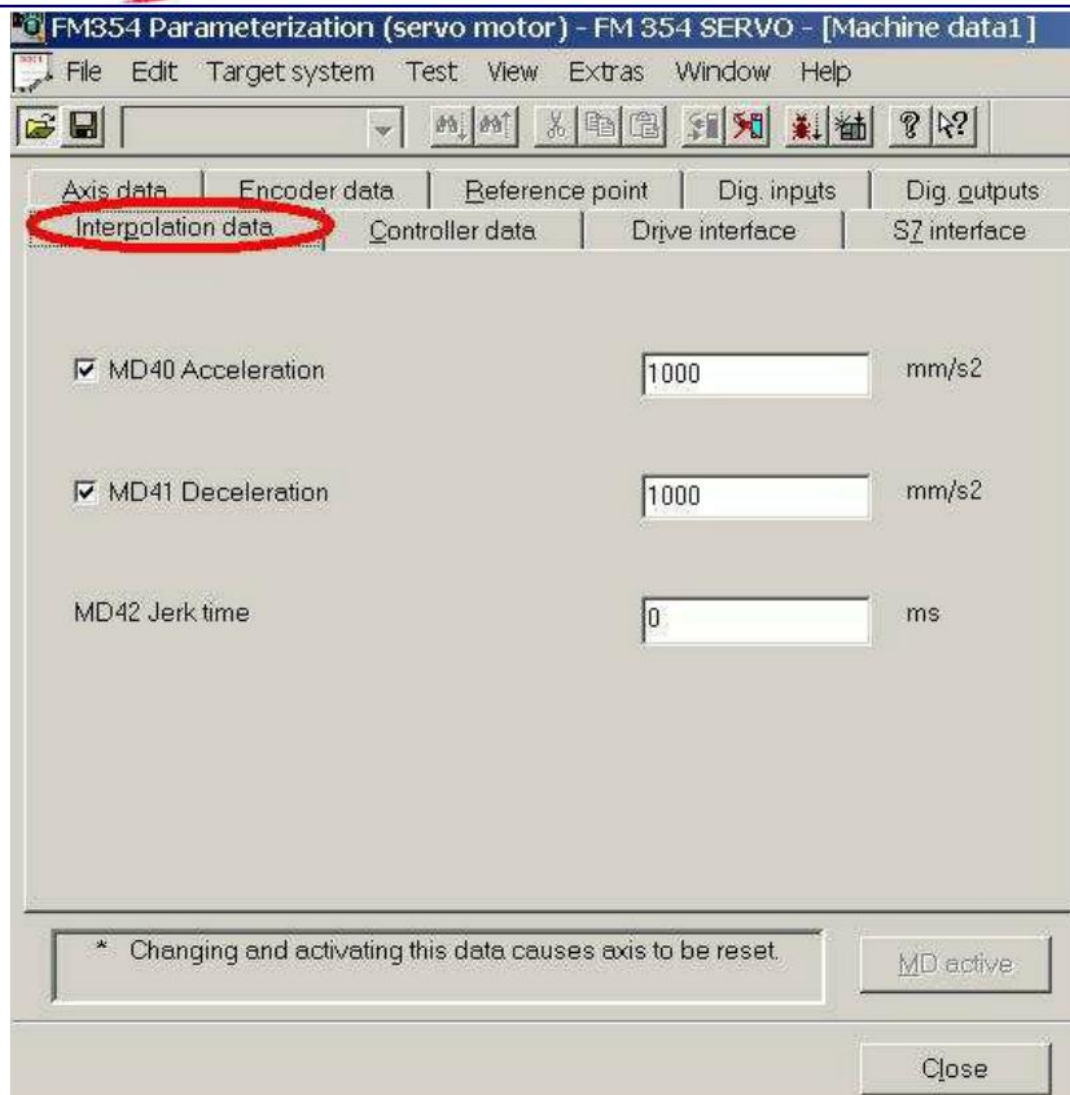 FM354 Parameterization (servo motor) - FM 354 SERVO - [Machine data1]
File Edit Target system Test View Extras Window Help
Axis data Encoder data Reference point Dig. inputs Dig. outputs
Interpolation data Controller data Drive interface S7 interface
MD40 Acceleration 1000 mm/s2
MD41 Deceleration 1000 mm/s2
MD42 Jerk time 0 ms
* Changing and activating this data causes axis to be reset.
MD active
Close